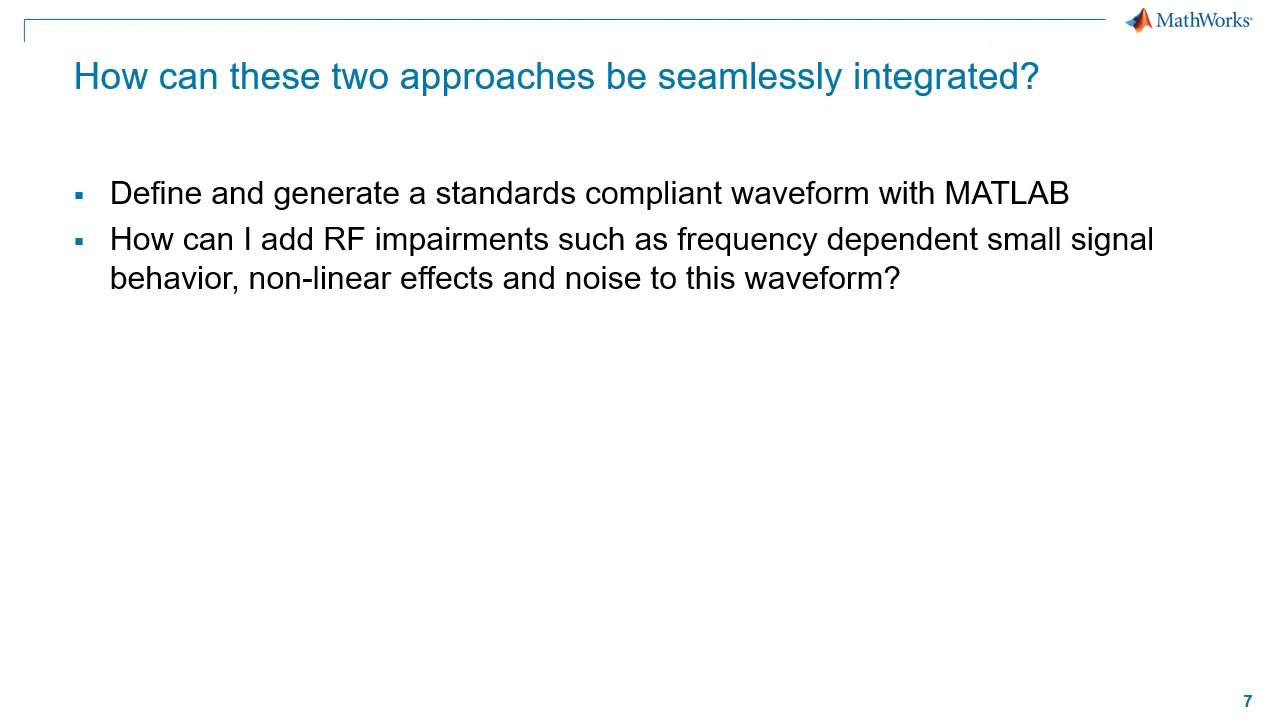 MathWorks®
How can these two approaches be seamlessly integrated?
▪ Define and generate a standards compliant waveform with MATLAB
▪ How can I add RF impairments such as frequency dependent small signal
behavior, non-linear effects and noise to this waveform?
7